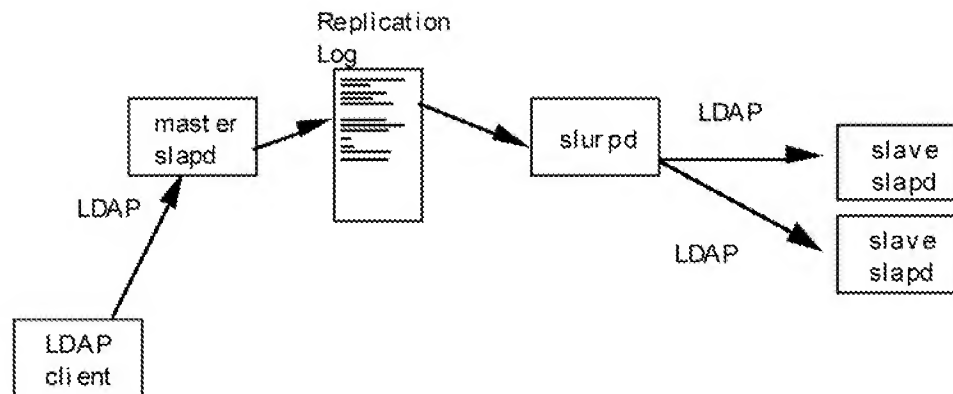 Replication
Log
master
slapd
LDAP
slurpd
LDAP
slave
slapd
LDAP
slave
slapd
LDAP
client